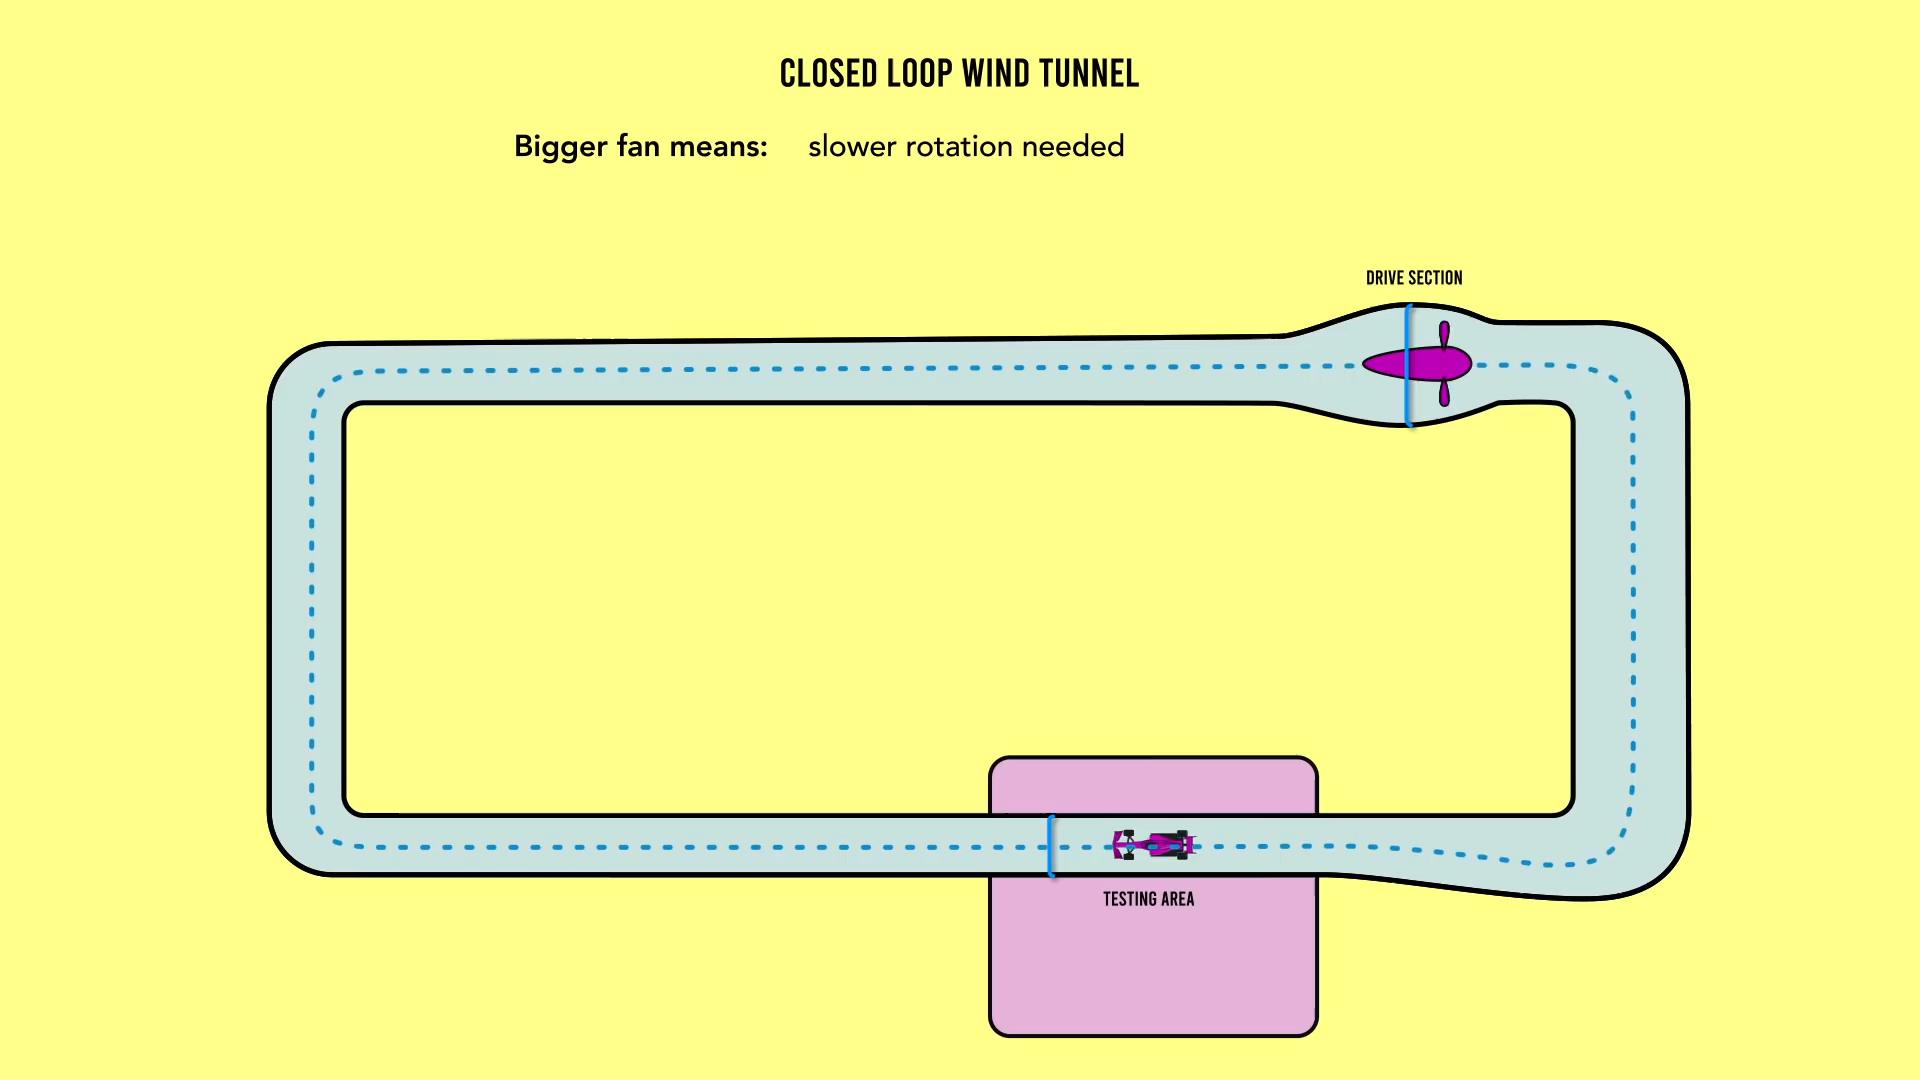 CLOSED LOOP WIND TUNNEL
Bigger fan means: slower rotation needed
DRIVE SECTION
TESTING AREA